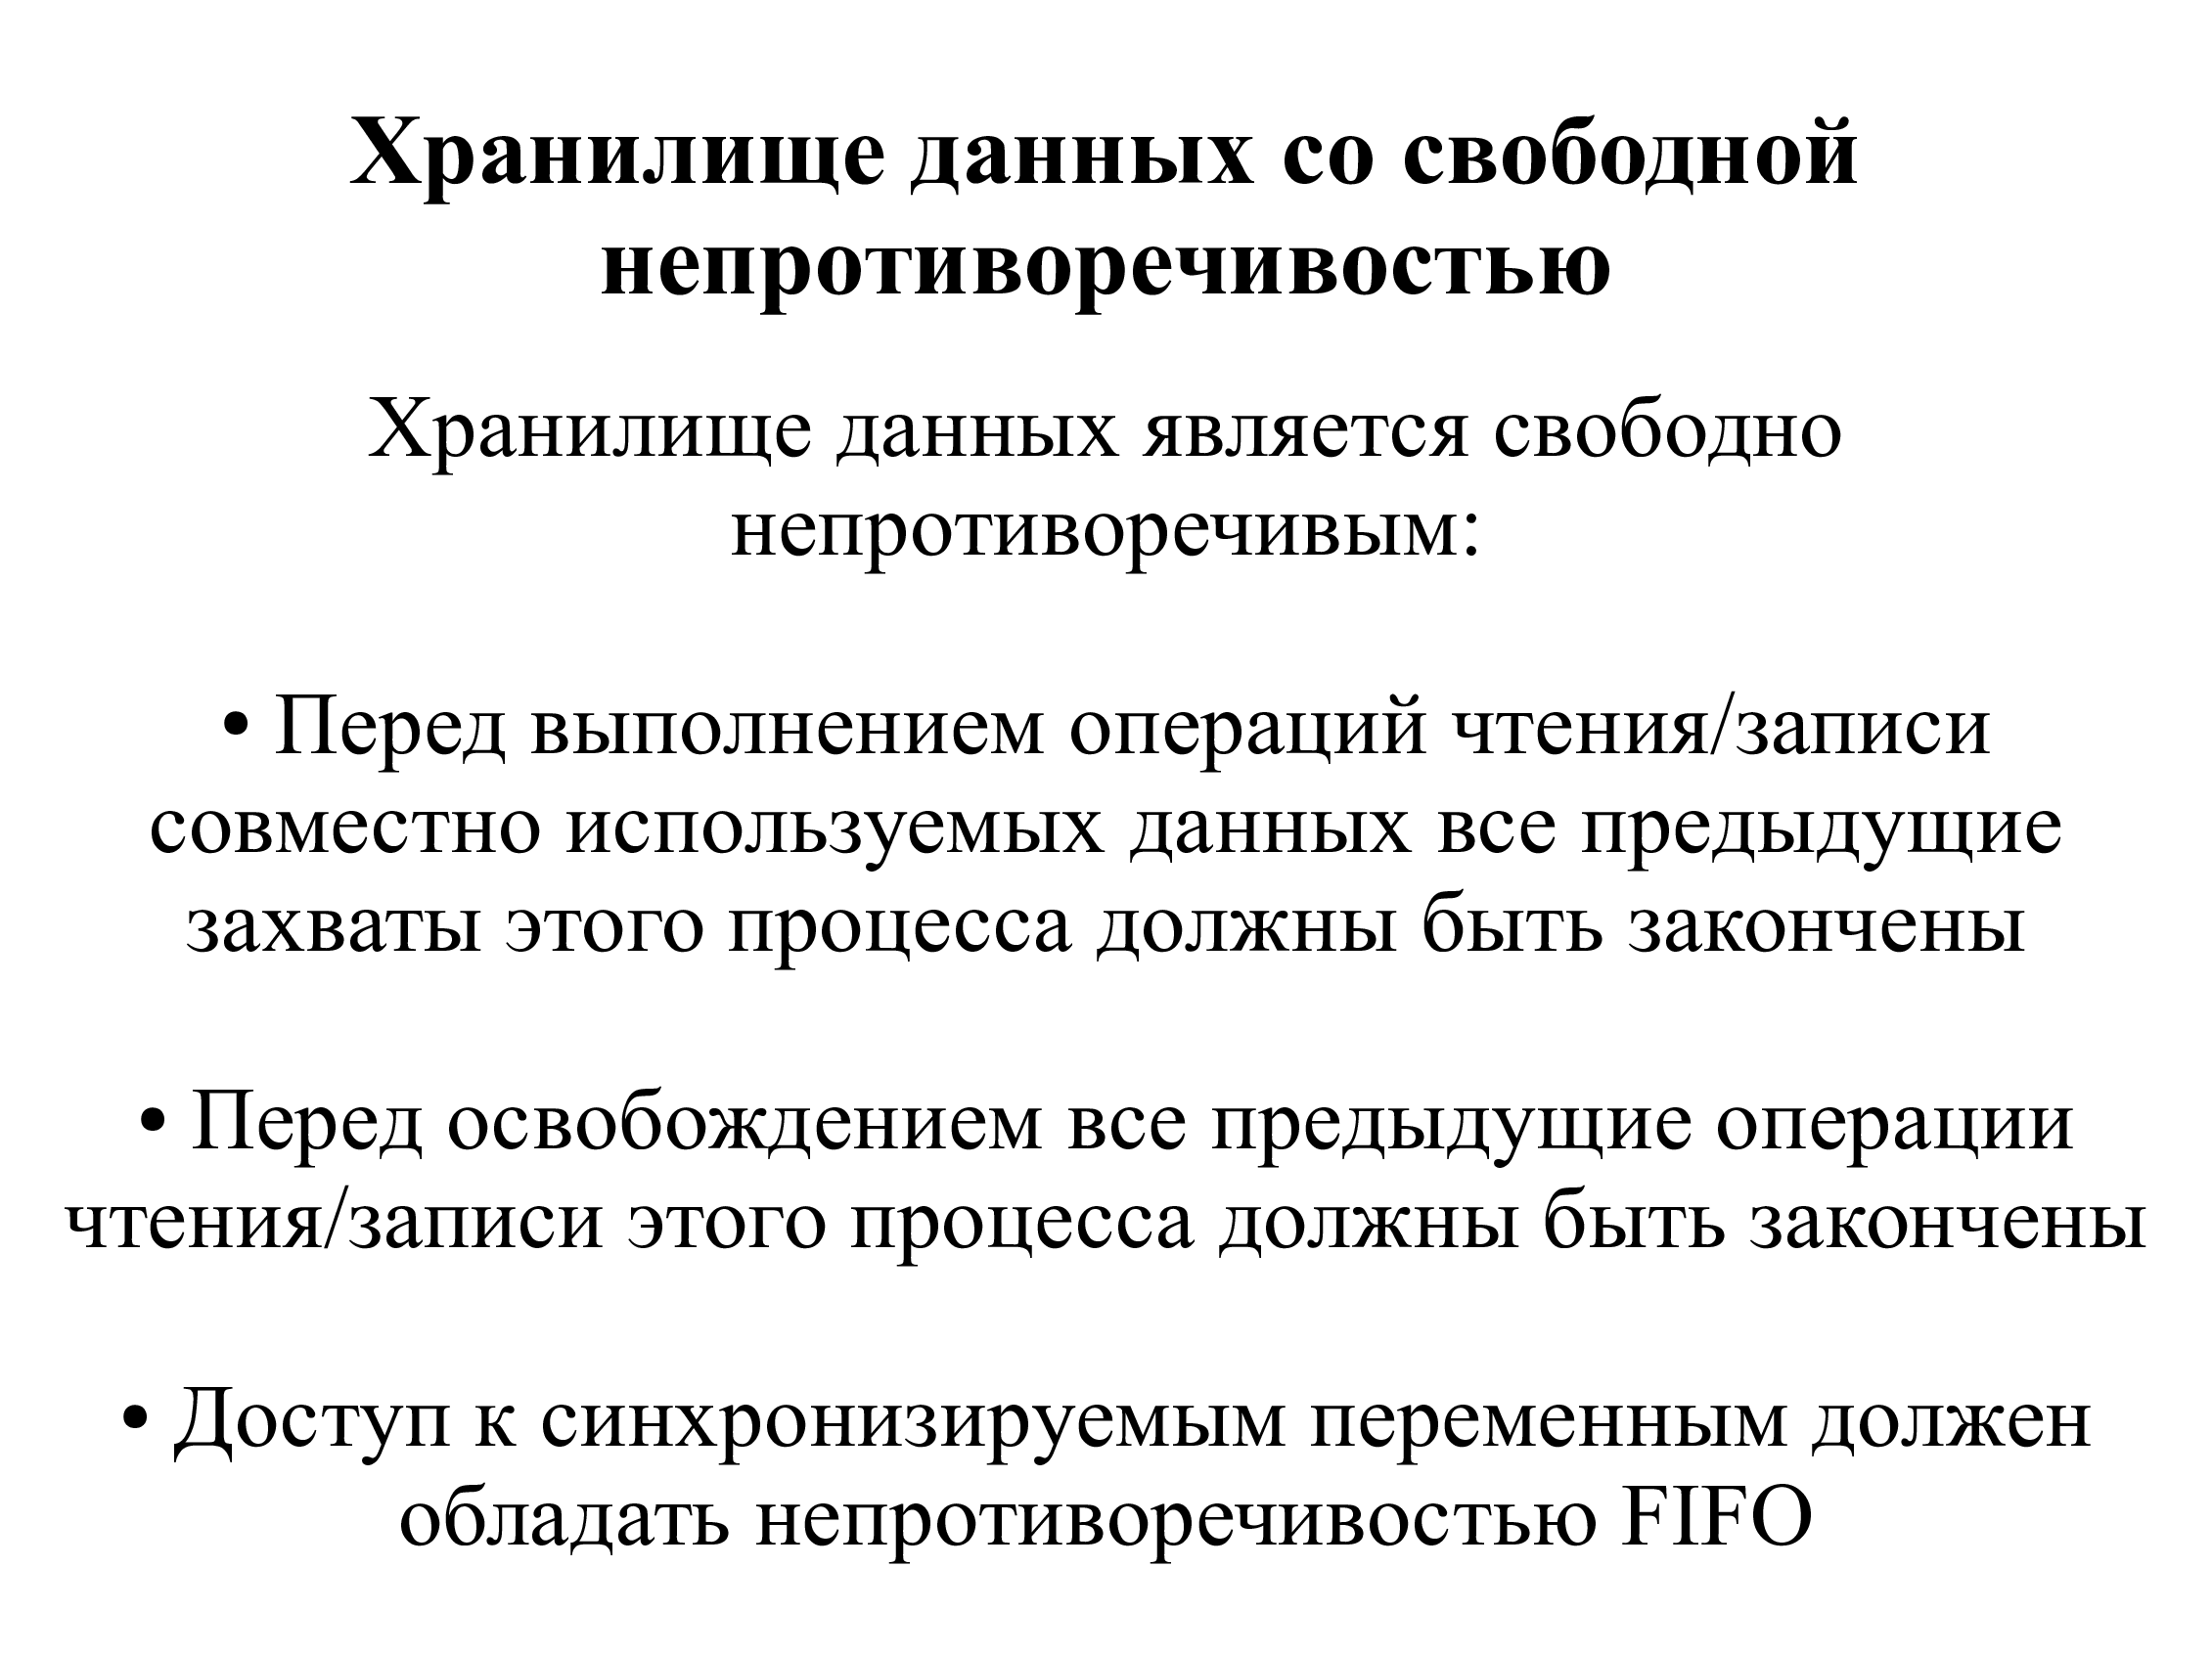 Хранилище данных со свободной
непротиворечивостью
Хранилище данных является свободно
непротиворечивым:
• Перед выполнением операций чтения/записи
совместно используемых данных все предыдущие
захваты этого процесса должны быть закончены
• Перед освобождением все предыдущие операции
чтения/записи этого процесса должны быть закончены
• Доступ к синхронизируемым переменным должен
обладать непротиворечивостью FIFO